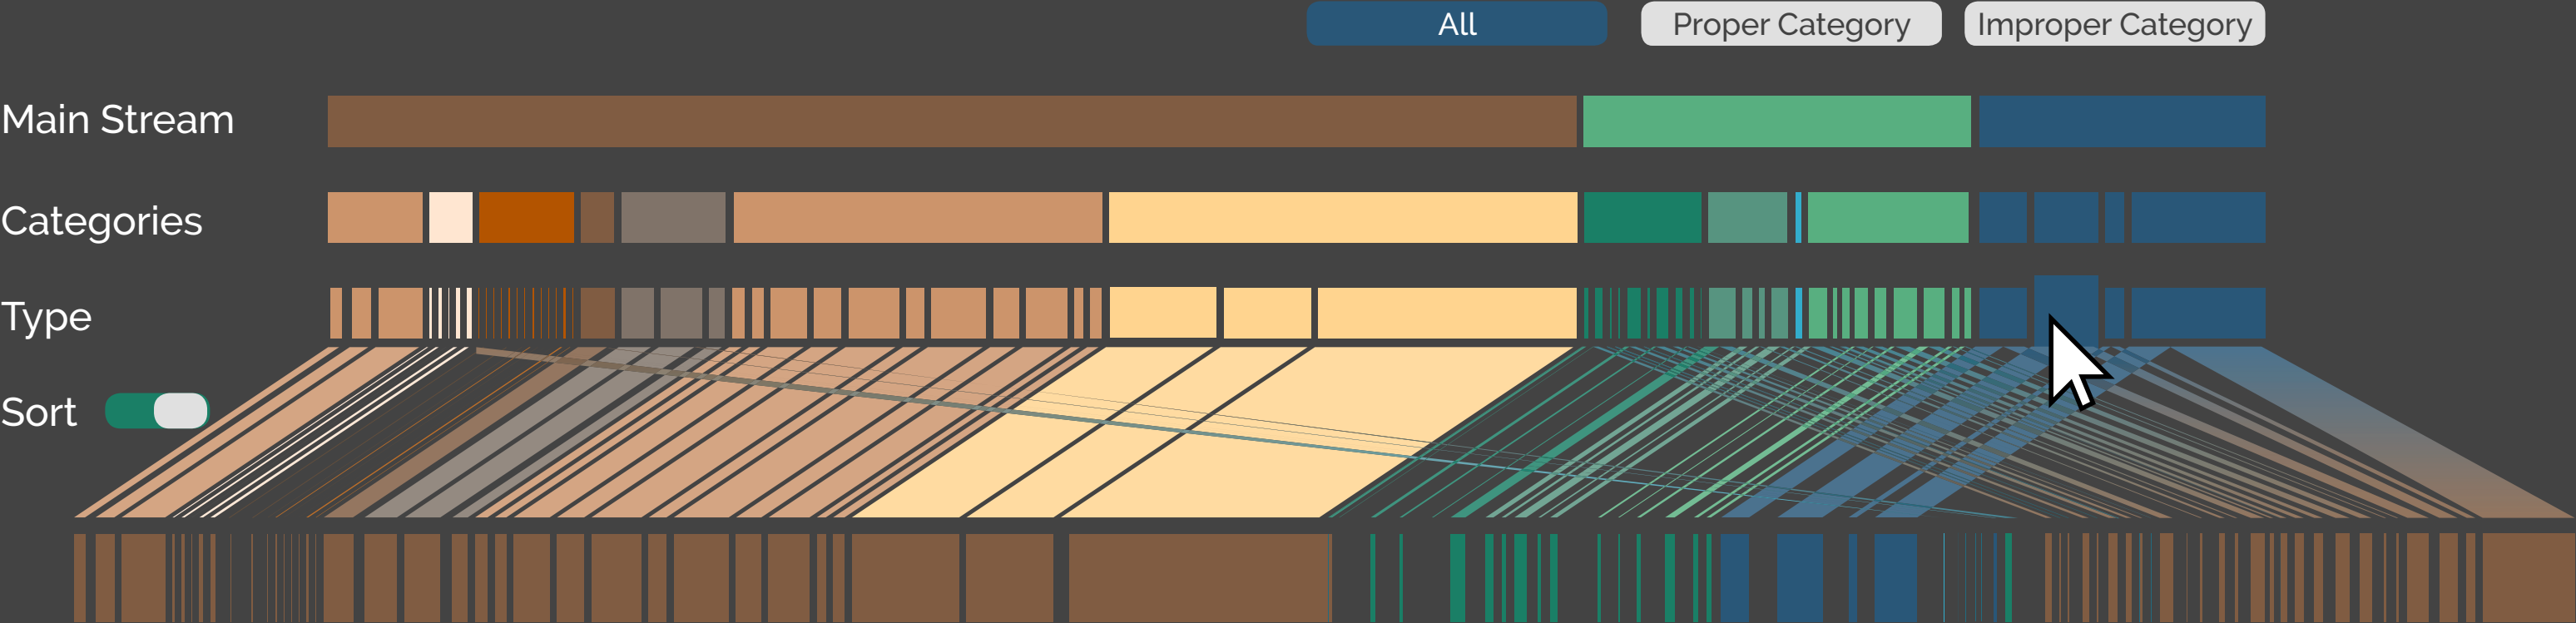 All
Proper Category
Improper Category
Main Stream
Categories
Type
Sort